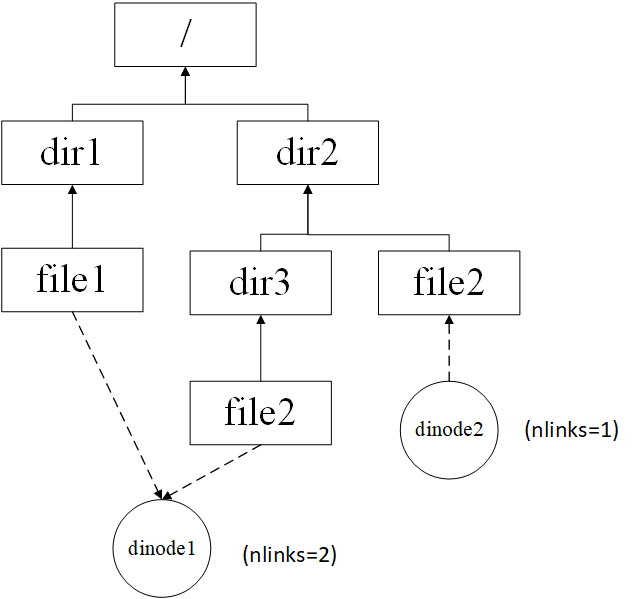 /
dir1
dir2
file1
dir3
file2
file2
dinode2
(nlinks=1)
dinode1
(nlinks=2)